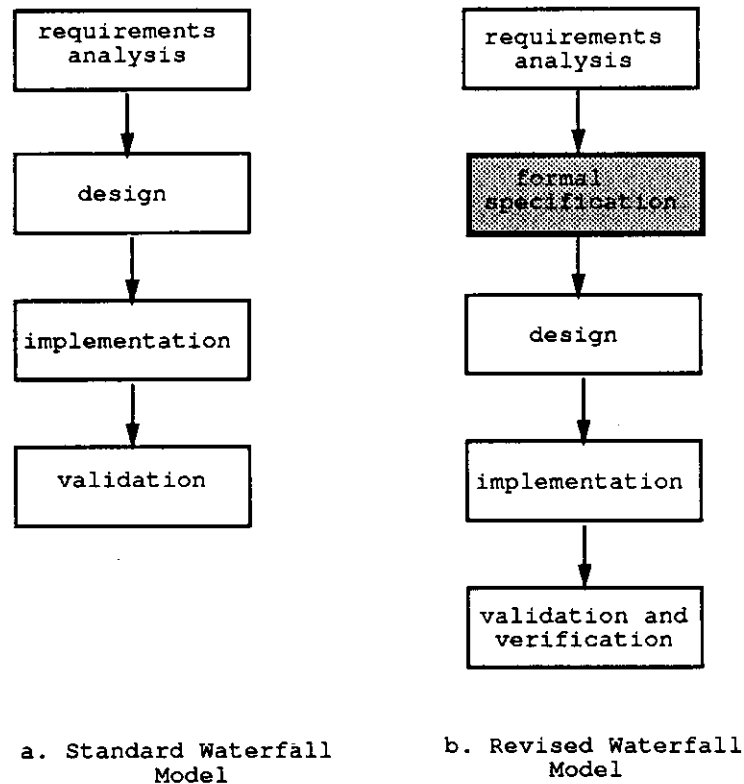 requirements
analysis
design
implementation
validation
a. Standard Waterfall
Model
requirements
analysis
formal
specification
design
implementation
validation and
verification
b. Revised Waterfall
Model